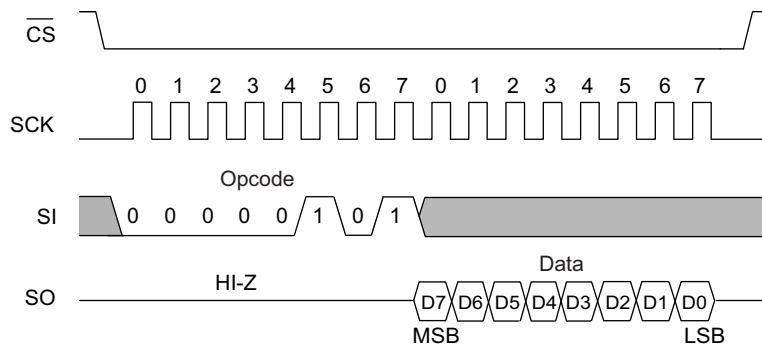 CS
0 1 2 3 4 5 6 7 0 1 2 3 4 5 6 7
SCK
Opcode
SI 0 0 0 0 0 1 0 1
Data
HI-Z
SO D7 D6 D5 D4 D3 D2 D1 D0
MSB LSB